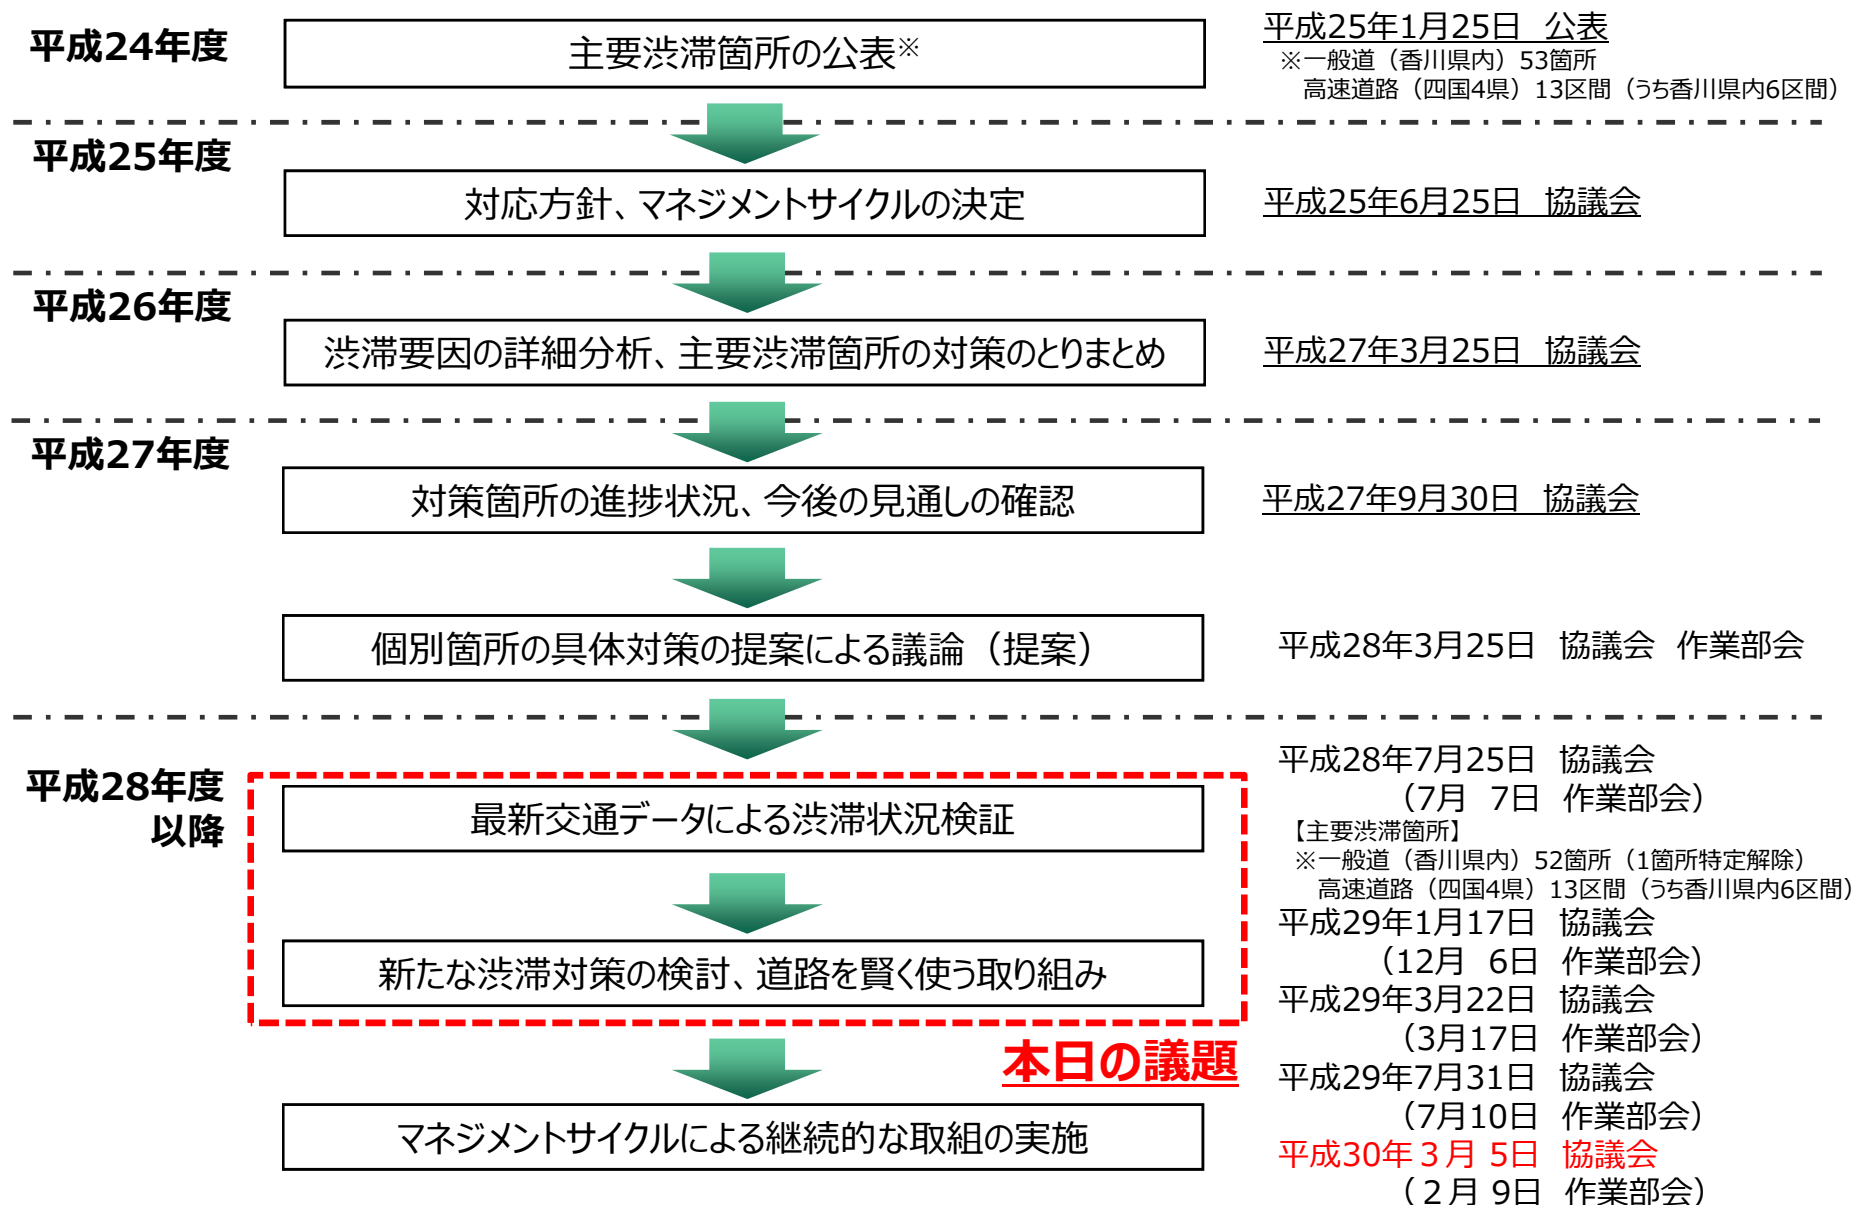 平成24年度
主要渋滞箇所の公表※
平成25年1月25日 公表
※一般道（香川県内）53箇所
高速道路（四国4県）13区間（うち香川県内6区間）
平成25年度
対応方針、マネジメントサイクルの決定
平成25年6月25日 協議会
平成26年度
渋滞要因の詳細分析、主要渋滞箇所の対策のとりまとめ
平成27年3月25日 協議会
平成27年度
対策箇所の進捗状況、今後の見通しの確認
平成27年9月30日 協議会
個別箇所の具体対策の提案による議論（提案）
平成28年3月25日 協議会 作業部会
平成28年度
以降
最新交通データによる渋滞状況検証
新たな渋滞対策の検討、道路を賢く使う取り組み
本日の議題
マネジメントサイクルによる継続的な取組の実施
平成28年7月25日 協議会
（7月 7日 作業部会）
【主要渋滞箇所】
※一般道（香川県内）52箇所（1箇所特定解除）
高速道路（四国4県）13区間（うち香川県内6区間）
平成29年1月17日 協議会
（12月 6日 作業部会）
平成29年3月22日 協議会
（3月17日 作業部会）
平成29年7月31日 協議会
（7月10日 作業部会）
平成30年３月 5日 協議会
（２月 9日 作業部会）